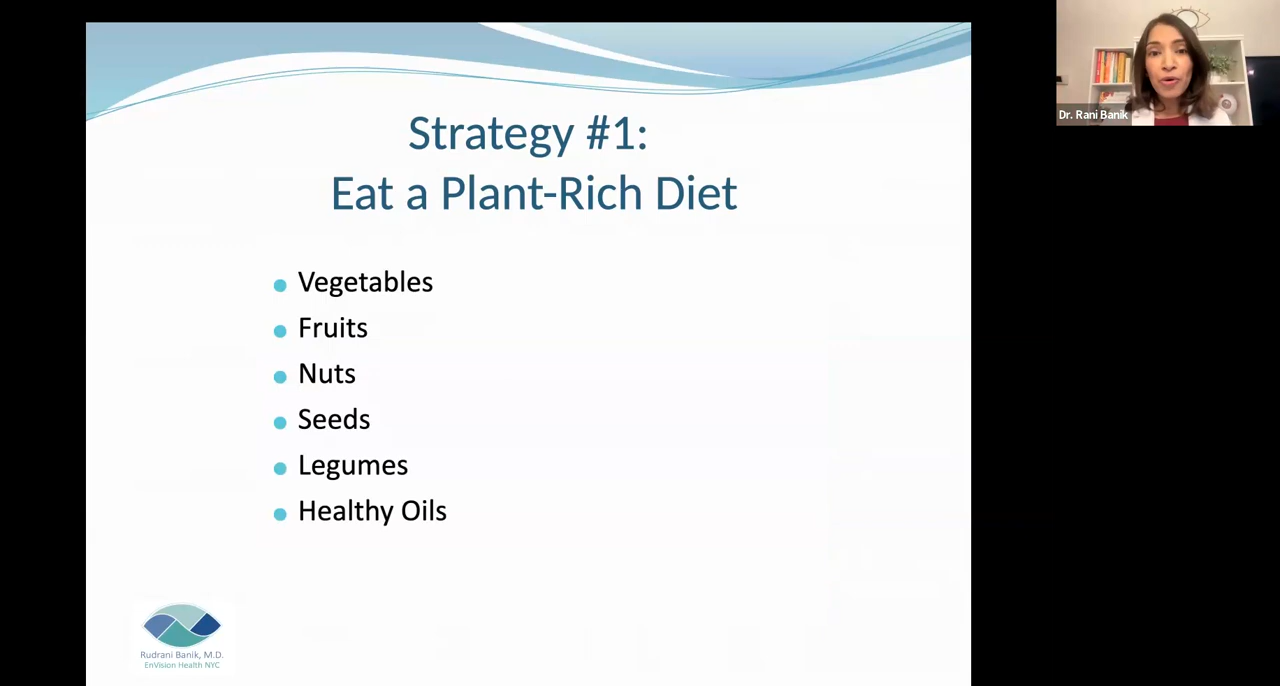 Strategy #1:
Eat a Plant-Rich Diet
Vegetables
Fruits
Nuts
Seeds
Legumes
Healthy Oils
Rudrani Banik, M.D.
EnVision Health NYC
Dr. Rani Banik